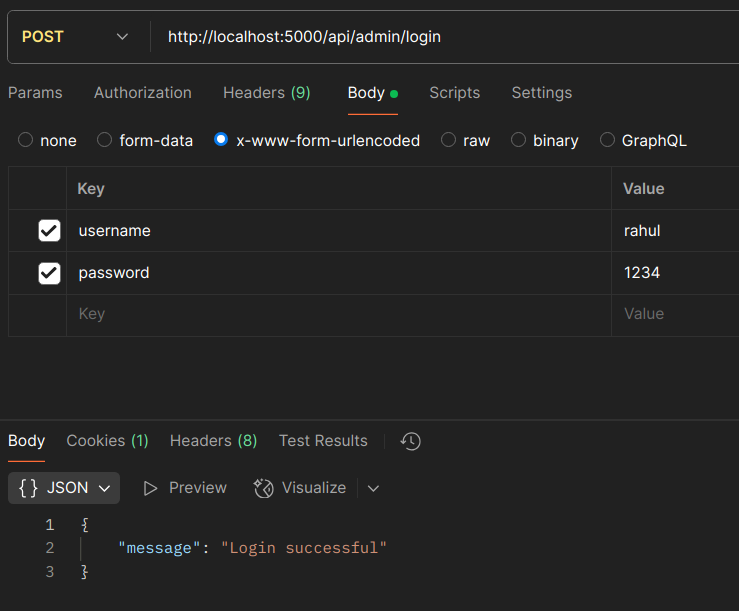 POST http://localhost:5000/api/admin/login
Params Authorization Headers (9) Body Scripts Settings
none form-data x-www-form-urlencoded raw binary GraphQL
Key Value
username rahul
password 1234
Key Value
Body Cookies (1) Headers (8) Test Results
{} JSON Preview Visualize
1 {
2 "message": "Login successful"
3 }